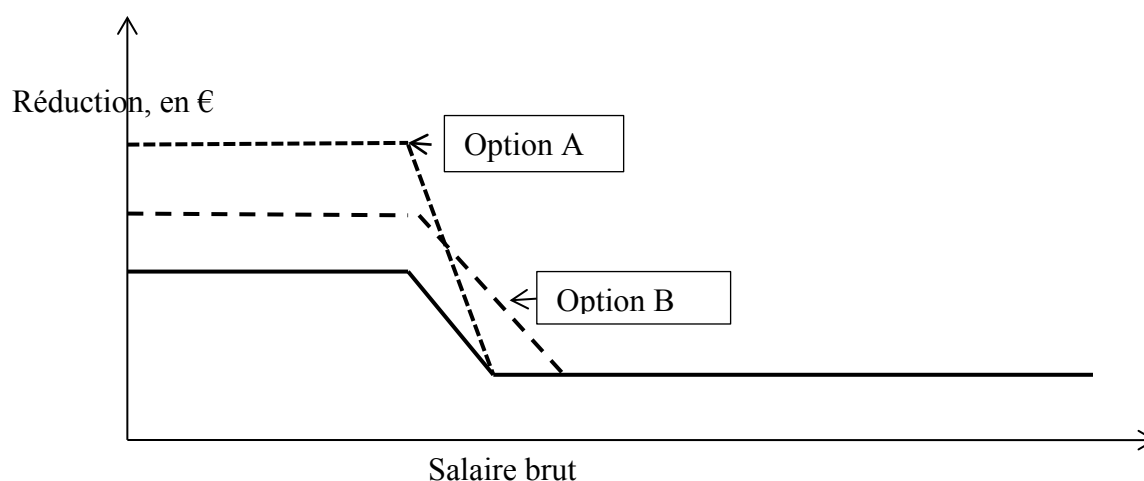 Réduction, en €
Option A
Option B
Salaire brut